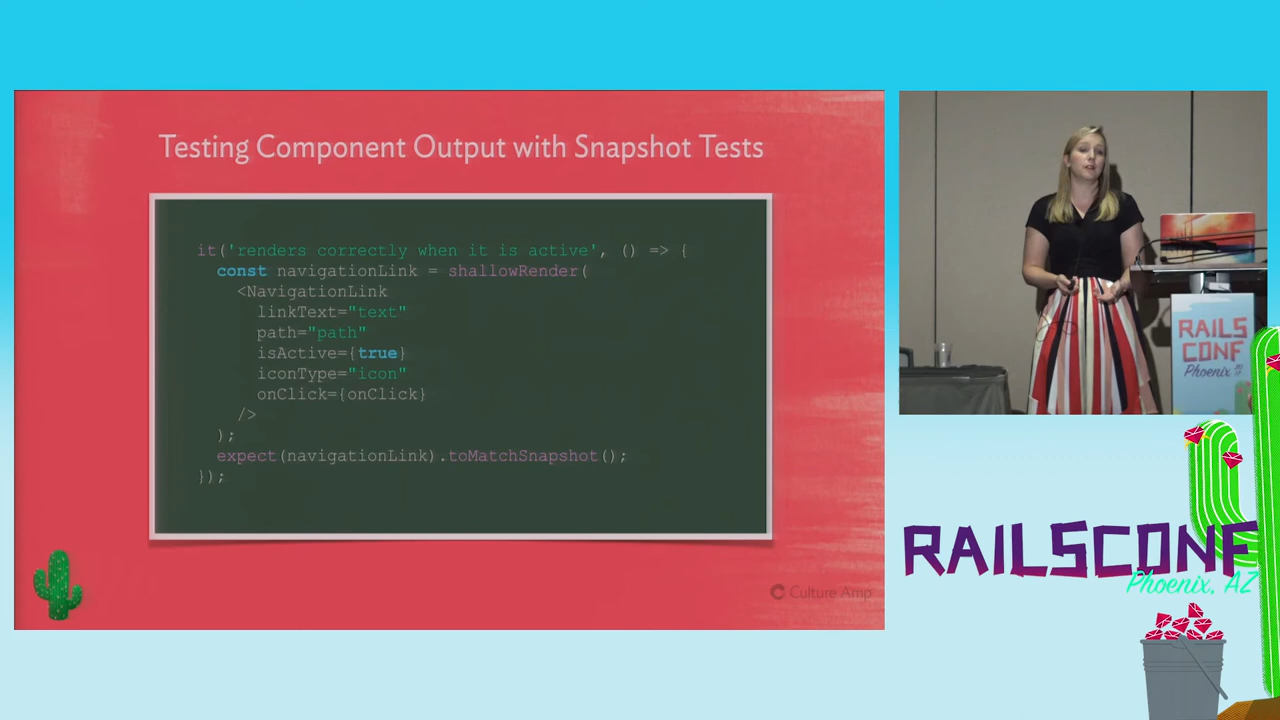 Testing Component Output with Snapshot Tests
it('renders correctly when it is active', () => {
const navigationLink = shallowRender(
<NavigationLink
linkText="text"
path="path"
isActive={true}
iconType="icon"
onClick={onClick}
/>
);
expect(navigationLink).toMatchSnapshot();
});
Culture Amp
RAILS
CONF
Phoenix 20
17
RAILSCONF
Phoenix, AZ